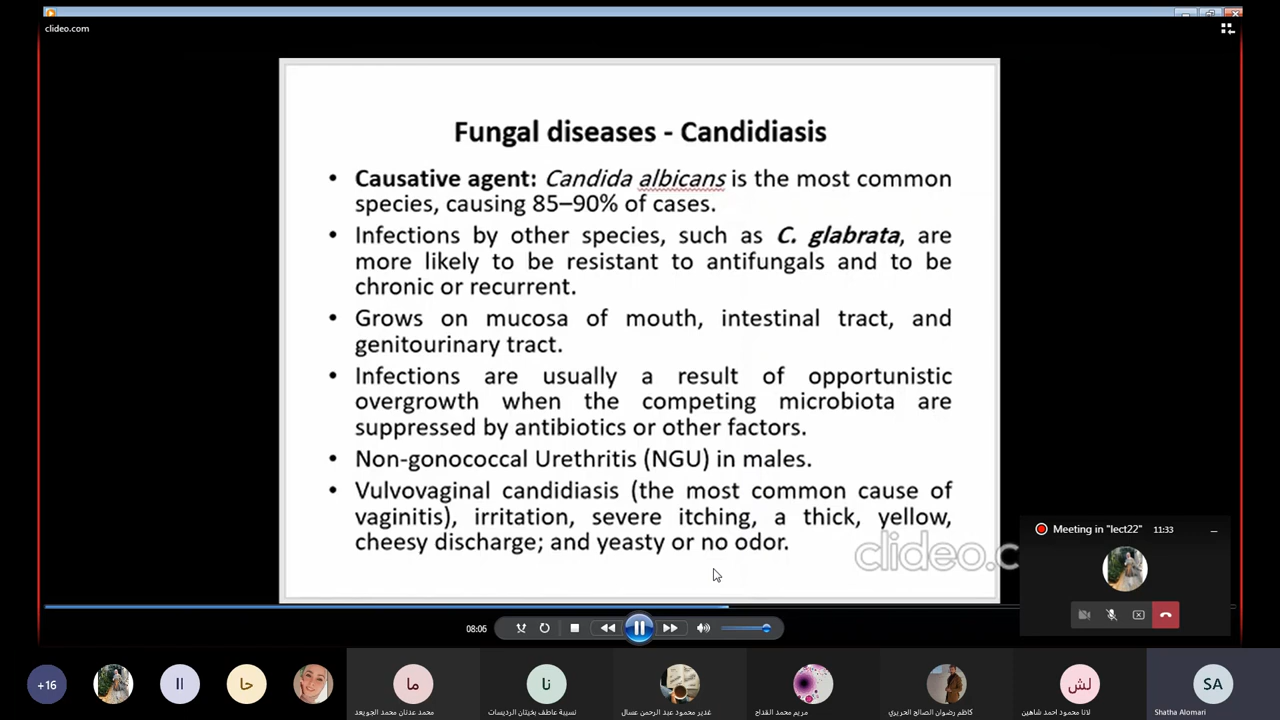 clideo.com
Fungal diseases - Candidiasis
• Causative agent: Candida albicans is the most common
species, causing 85–90% of cases.
• Infections by other species, such as C. glabrata, are
more likely to be resistant to antifungals and to be
chronic or recurrent.
• Grows on mucosa of mouth, intestinal tract, and
genitourinary tract.
• Infections are usually a result of opportunistic
overgrowth when the competing microbiota are
suppressed by antibiotics or other factors.
• Non-gonococcal Urethritis (NGU) in males.
• Vulvovaginal candidiasis (the most common cause of
vaginitis), irritation, severe itching, a thick, yellow,
cheesy discharge; and yeasty or no odor.
clideo.c
Meeting in "lect22" 11:33
08:06
+16
اا
حا
ما
نا
لش
SA
محمد عدنان محمد الجويعد
نسيبة عاطف بخيتان الرديسات
غدير محمود عبد الرحمن عسال
مريم محمد القداح
كاظم رضوان الصالح الحريري
لانا محمود احمد شاهين
Shatha Alomari